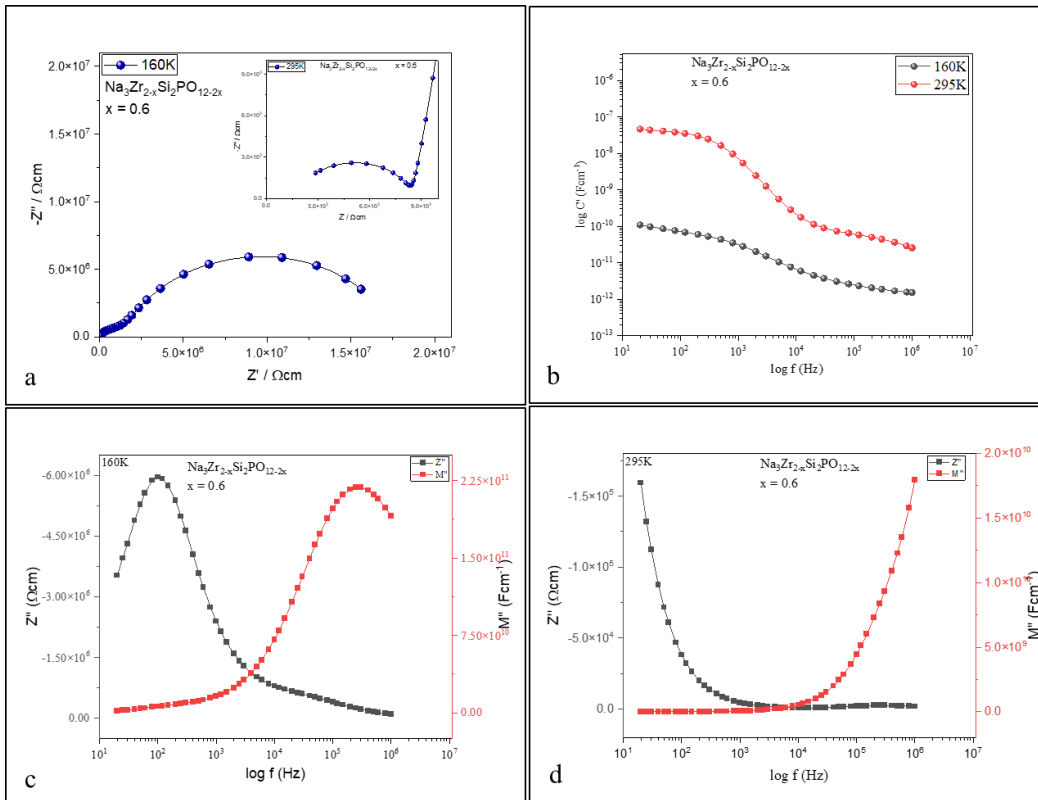 160K
Na₃Zr₂₋ₓSi₂PO₁₂₋₂ₓ
x = 0.6
-Z'' / Ωcm
2.0×10⁷
1.5×10⁷
1.0×10⁷
5.0×10⁶
0.0
0.0 5.0×10⁶ 1.0×10⁷ 1.5×10⁷ 2.0×10⁷
Z' / Ωcm
295K Na₃Zr₂₋ₓSi₂PO₁₂₋₂ₓ x = 0.6
-Z'' / Ωcm
0.0
Z / Ωcm
a
Na₃Zr₂₋ₓSi₂PO₁₂₋₂ₓ
x = 0.6
160K
295K
log C' (Fcm⁻¹)
10⁻⁶
10⁻⁷
10⁻⁸
10⁻⁹
10⁻¹⁰
10⁻¹¹
10⁻¹²
10⁻¹³
10¹ 10² 10³ 10⁴ 10⁵ 10⁶ 10⁷
log f (Hz)
b
160K
Na₃Zr₂₋ₓSi₂PO₁₂₋₂ₓ
x = 0.6
Z''
M''
Z'' (Ωcm)
-6.00×10⁶
-4.50×10⁶
-3.00×10⁶
-1.50×10⁶
0.00
M'' (Fcm⁻¹)
2.25×10¹¹
1.50×10¹¹
7.50×10¹⁰
0.00
10¹ 10² 10³ 10⁴ 10⁵ 10⁶ 10⁷
log f (Hz)
c
295K
Na₃Zr₂₋ₓSi₂PO₁₂₋₂ₓ
x = 0.6
Z''
M''
Z'' (Ωcm)
-1.5×10⁵
-1.0×10⁵
-5.0×10⁴
0.0
M'' (Fcm⁻¹)
2.0×10¹⁰
1.5×10¹⁰
1.0×10¹⁰
5.0×10⁹
0.0
10¹ 10² 10³ 10⁴ 10⁵ 10⁶ 10⁷
log f (Hz)
d